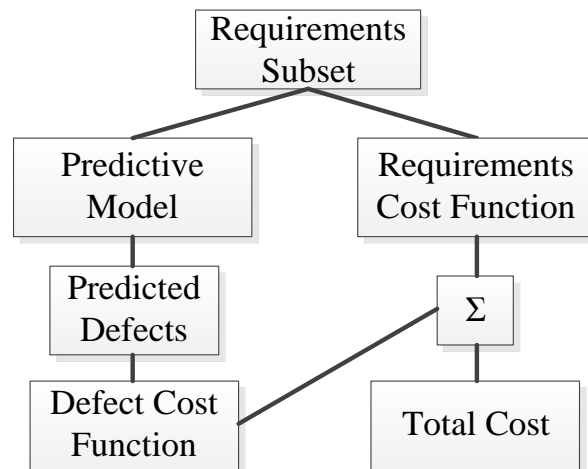 Requirements
Subset
Predictive
Model
Requirements
Cost Function
Predicted
Defects
Σ
Defect Cost
Function
Total Cost